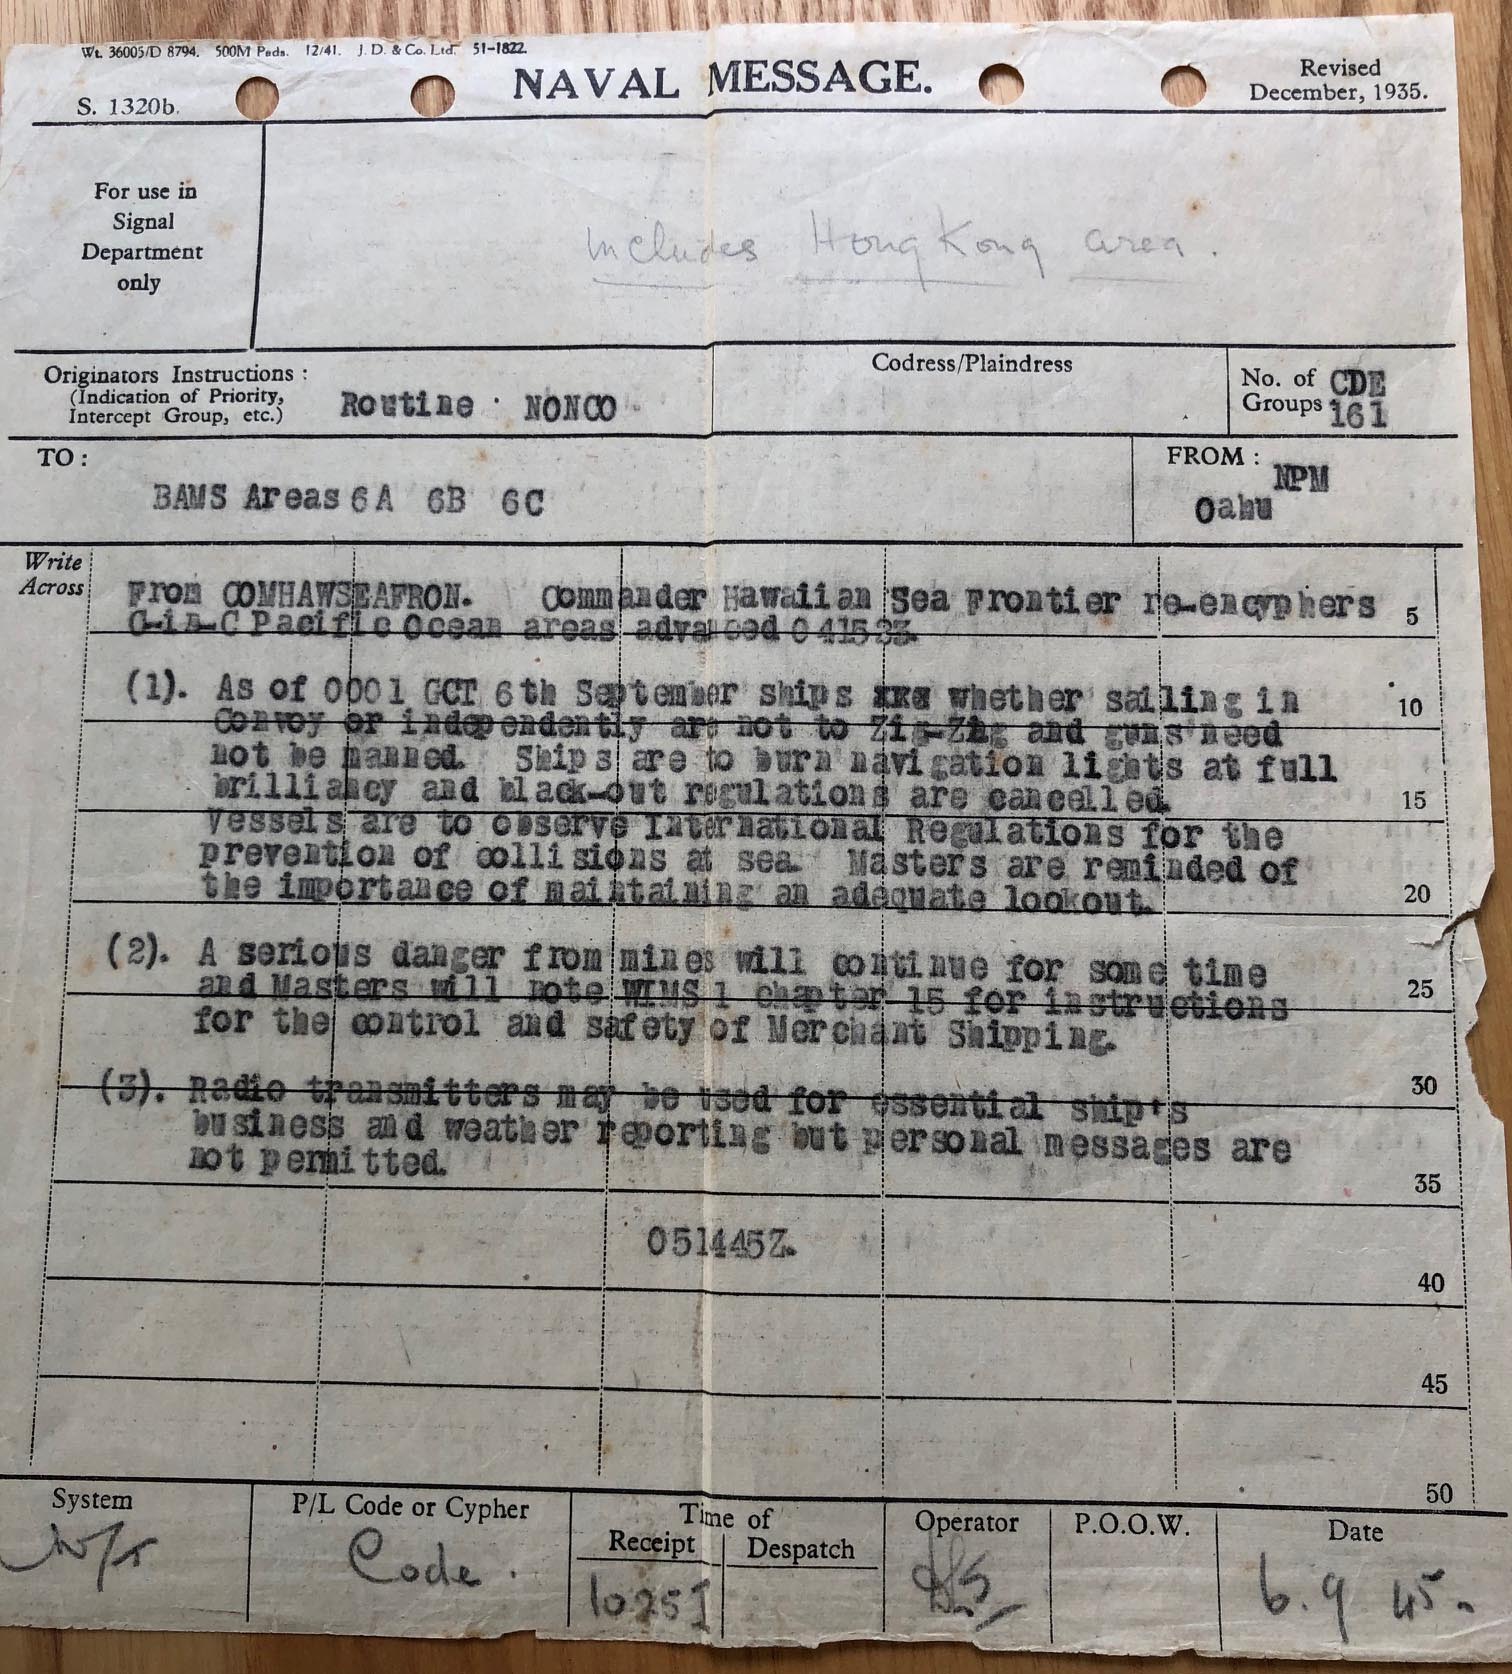 Wt. 36005/D 8794. 500M Pads. 12/41. J. D. & Co. Ltd. 51-1822.
S. 1320b.
NAVAL MESSAGE.
Revised
December, 1935.
For use in
Signal
Department
only
includes Hong Kong area.
Originators Instructions :
(Indication of Priority,
Intercept Group, etc.)
Routine · NONCO
Codress/Plaindress
No. of
Groups :
CDE
161
TO :
BAMS Areas 6A 6B 6C
FROM :
NPM
Oahu
Write
Across
From COMHAWSEAFRON. Commander Hawaiian Sea Frontier re-encyphers
C-in-C Pacific Ocean areas advanced
5
(1). As of 0001 GCT 6th September ships xxx whether sailing in
10
Convoy or independently are not to Zig-Zag and guns need
not be manned. Ships are to burn navigation lights at full
brilliancy and black-out regulations are cancelled.
15
Vessels are to observe International Regulations for the
prevention of collisions at sea. Masters are reminded of
the importance of maintaining an adequate lookout.
20
(2). A serious danger from mines will continue for some time
and Masters will note WIMS 1 chapter 15 for instructions
25
for the control and safety of Merchant Shipping.
30
(3). Radio transmitters may be used for essential ship's
business and weather reporting but personal messages are
not permitted.
35
051445Z.
40
45
50
System
W/T
P/L Code or Cypher
Code.
Time of
Receipt
Despatch
1025I
Operator
P.O.O.W.
Date
6.9 45.